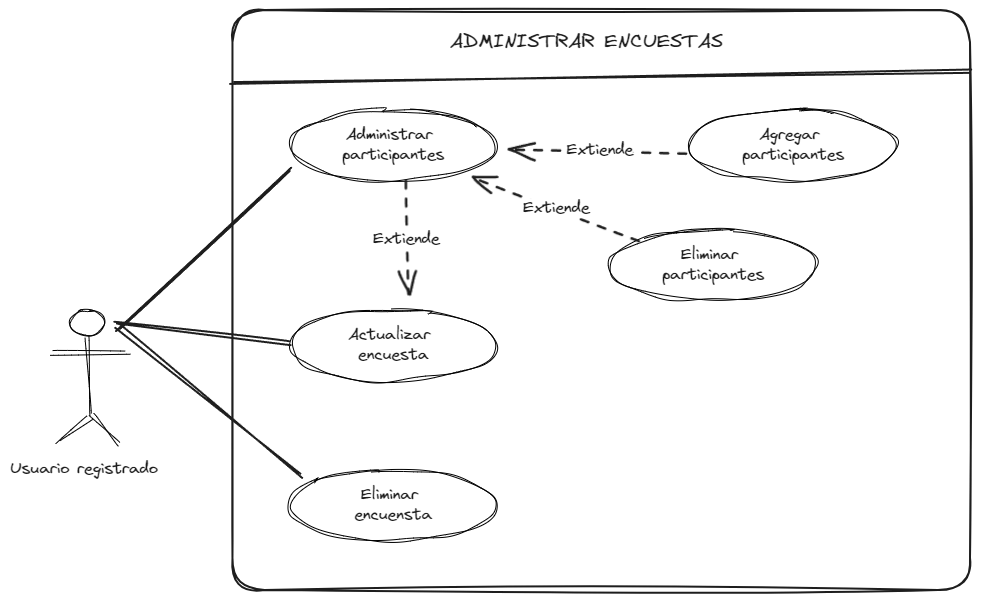 ADMINISTRAR ENCUESTAS
Administrar
participantes
Extiende
Agregar
participantes
Extiende
Eliminar
participantes
Extiende
Actualizar
encuesta
Usuario registrado
Eliminar
encuensta